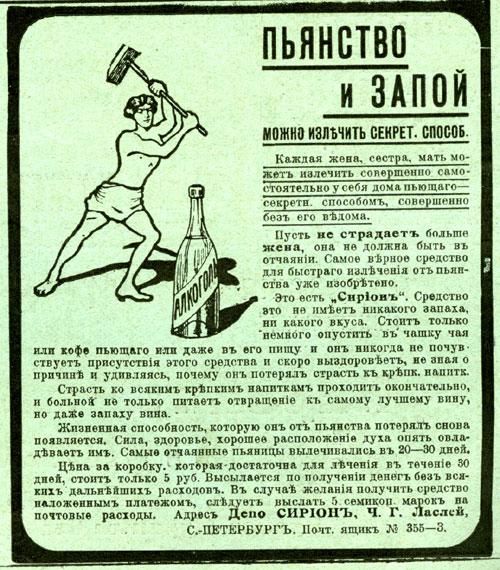 ПЬЯНСТВО
и ЗАПОЙ
МОЖНО ИЗЛѢЧИТЬ СЕКРЕТ. СПОСОБ.
Каждая жена, сестра, мать мо-
жетъ излечить совершенно само-
стоятельно у себя дома пьющаго—
секретн. способомъ, совершенно
безъ его вѣдома.
Пусть не страдаетъ больше
жена, она не должна быть въ
отчаяніи. Самое вѣрное средство
для быстраго излѣченія отъ пьян-
ства уже изобрѣтено.
Это есть „Сиріонъ“. Средство
это не имѣетъ никакого запаха,
ни какого вкуса. Стоитъ только
немного опустить въ чашку чая
или кофе пьющаго или даже въ его пищу и онъ никогда не почув-
ствуетъ присутствія этого средства и скоро выздоровѣетъ, не зная о
причинѣ и удивляясь, почему онъ потерялъ страсть къ крѣпк. напитк.
Страсть ко всякимъ крѣпкимъ напиткамъ проходитъ окончательно,
и больной не только питаетъ отвращеніе къ самому лучшему вину,
но даже запаху вина.
Жизненная способность, которую онъ отъ пьянства потерялъ снова
появляется. Сила, здоровье, хорошее расположеніе духа опять овла-
дѣваетъ имъ. Самые отчаянные пьяницы вылечивались въ 20—30 дней.
Цѣна за коробку, которая достаточна для лѣченія въ теченіе 30
дней, стоитъ только 5 руб. Высылается по полученіи денегъ безъ вся-
кихъ дальнѣйшихъ расходовъ. Въ случаѣ желанія получить средство
наложеннымъ платежомъ, слѣдуетъ выслать 5 семикоп. марокъ на
почтовые расходы. Адресъ Депо СИРІОНЪ, Ч. Г. Ласлей,
С.-ПЕТЕРБУРГЪ. Почт. ящикъ № 355—3.
АЛКОГОЛЬ